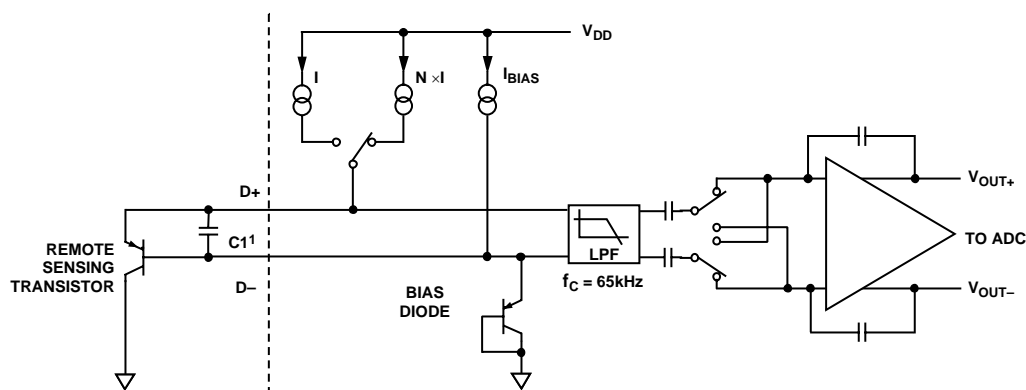 V_DD
I
N ×I
I_BIAS
D+
C1¹
D–
REMOTE
SENSING
TRANSISTOR
BIAS
DIODE
LPF
f_C = 65kHz
V_OUT+
TO ADC
V_OUT–